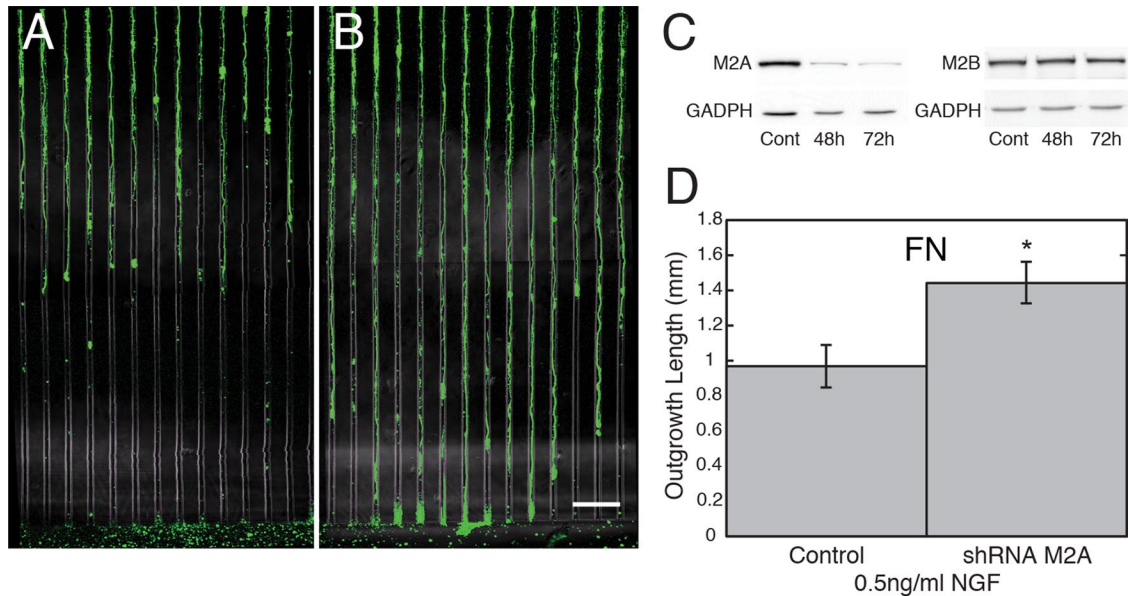 A
B
C
M2A
GADPH
Cont 48h 72h
M2B
GADPH
Cont 48h 72h
D
FN
*
Outgrowth Length (mm)
1.8
1.6
1.4
1.2
1
0.8
0.6
0.4
0.2
0
Control shRNA M2A
0.5ng/ml NGF